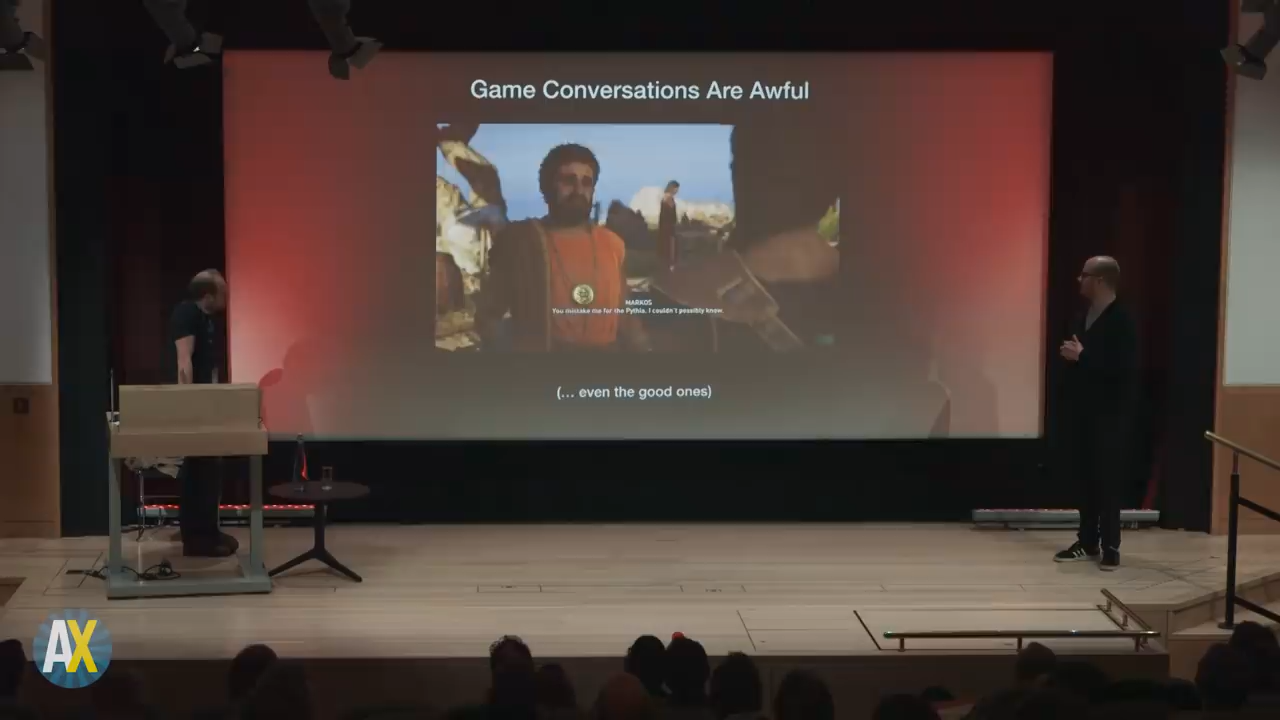 Game Conversations Are Awful
MARKOS
You mistake me for the Pythia. I couldn't possibly know.
(... even the good ones)
AX